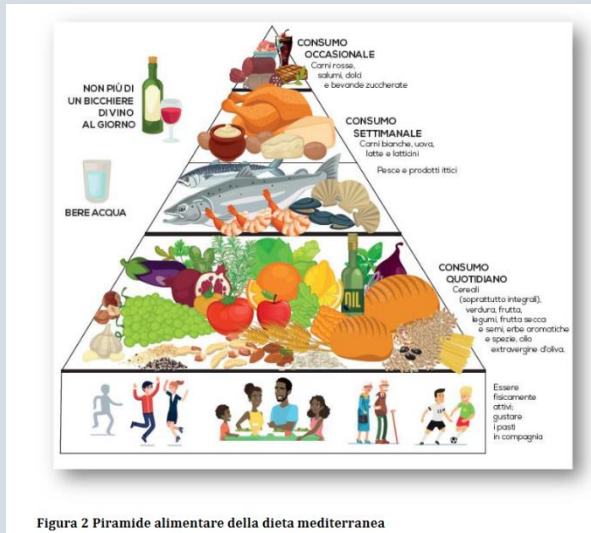 CONSUMO
OCCASIONALE
Carni rosse,
salumi, dolci
e bevande zuccherate
NON PIÙ DI
UN BICCHIERE
DI VINO
AL GIORNO
CONSUMO
SETTIMANALE
Carni bianche, uova,
latte e latticini
Pesce e prodotti ittici
BERE ACQUA
OIL
CONSUMO
QUOTIDIANO
Cereali
(soprattutto integrali),
verdura, frutta,
legumi, frutta secca
e semi, erbe aromatiche
e spezie, olio
extravergine d'oliva.
Essere
fisicamente
attivi;
gustare
i pasti
in compagnia
Figura 2 Piramide alimentare della dieta mediterranea